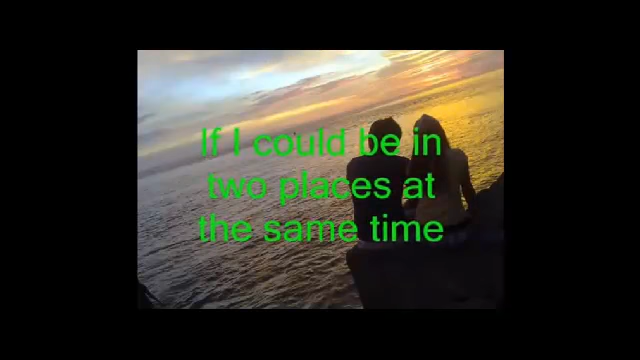 If I could be in
two places at
the same time